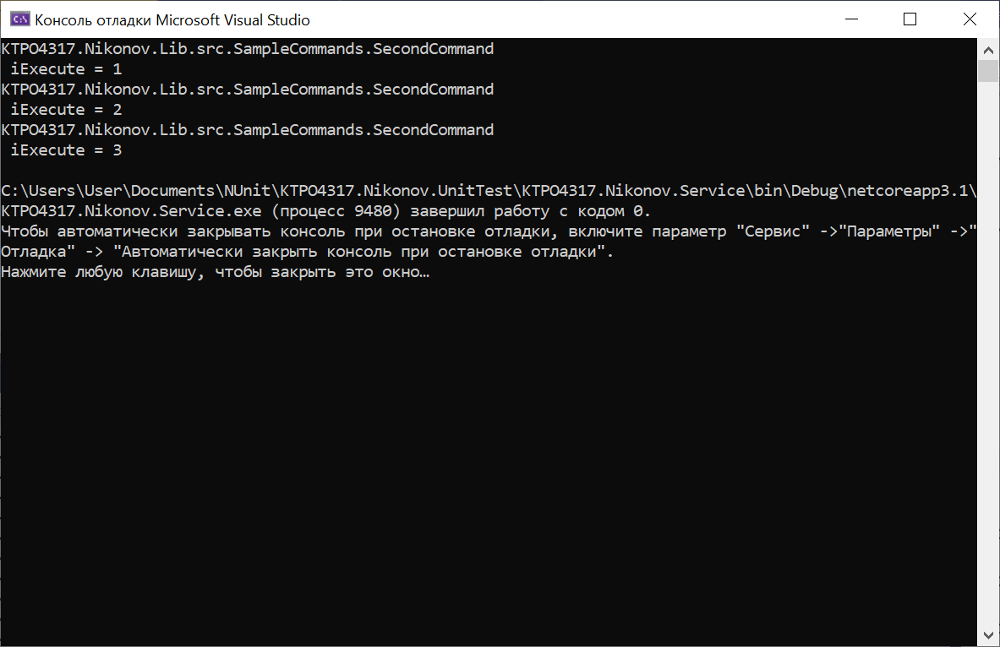 Консоль отладки Microsoft Visual Studio
KTPO4317.Nikonov.Lib.src.SampleCommands.SecondCommand
 iExecute = 1
KTPO4317.Nikonov.Lib.src.SampleCommands.SecondCommand
 iExecute = 2
KTPO4317.Nikonov.Lib.src.SampleCommands.SecondCommand
 iExecute = 3
C:\Users\User\Documents\NUnit\KTPO4317.Nikonov.UnitTest\KTPO4317.Nikonov.Service\bin\Debug\netcoreapp3.1\
KTPO4317.Nikonov.Service.exe (процесс 9480) завершил работу с кодом 0.
Чтобы автоматически закрывать консоль при остановке отладки, включите параметр "Сервис" ->"Параметры" ->"
Отладка" -> "Автоматически закрыть консоль при остановке отладки".
Нажмите любую клавишу, чтобы закрыть это окно…